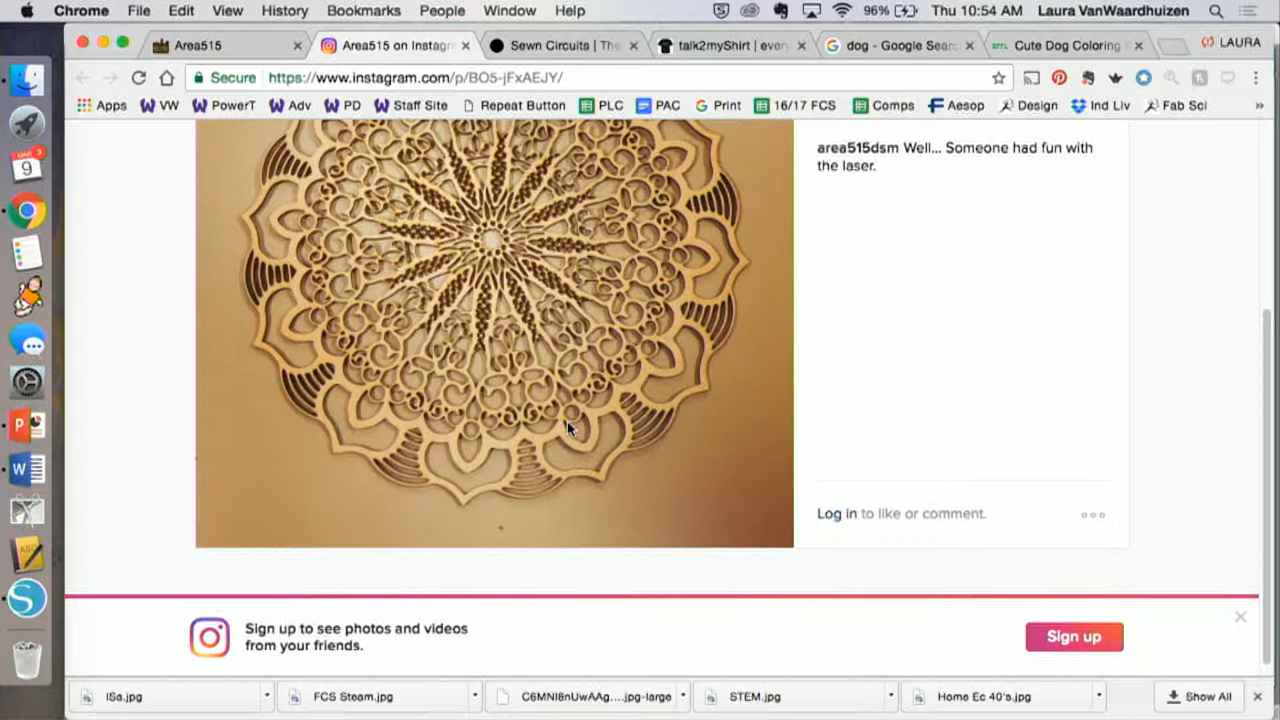 Chrome File Edit View History Bookmarks People Window Help 96% Thu 10:54 AM Laura VanWaardhuizen
Area515 Area515 on Instagr Sewn Circuits | The talk2myShirt | every dog - Google Searc Cute Dog Coloring LAURA
Secure https://www.instagram.com/p/BO5-jFxAEJY/
Apps VW PowerT Adv PD Staff Site Repeat Button PLC PAC Print 16/17 FCS Comps Aesop Design Ind Liv Fab Sci »
area515dsm Well... Someone had fun with
the laser.
Log in to like or comment.
Sign up to see photos and videos
from your friends.
Sign up
ISa.jpg FCS Steam.jpg C6MNI8nUwAAg....jpg-large STEM.jpg Home Ec 40's.jpg Show All